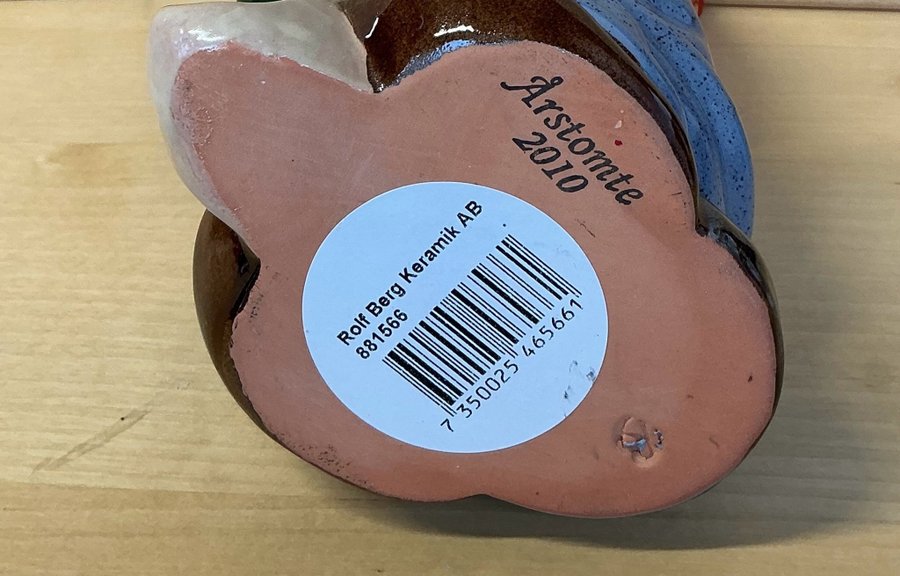 Årstomte
2010
Rolf Berg Keramik AB
881566
7 350025 465661